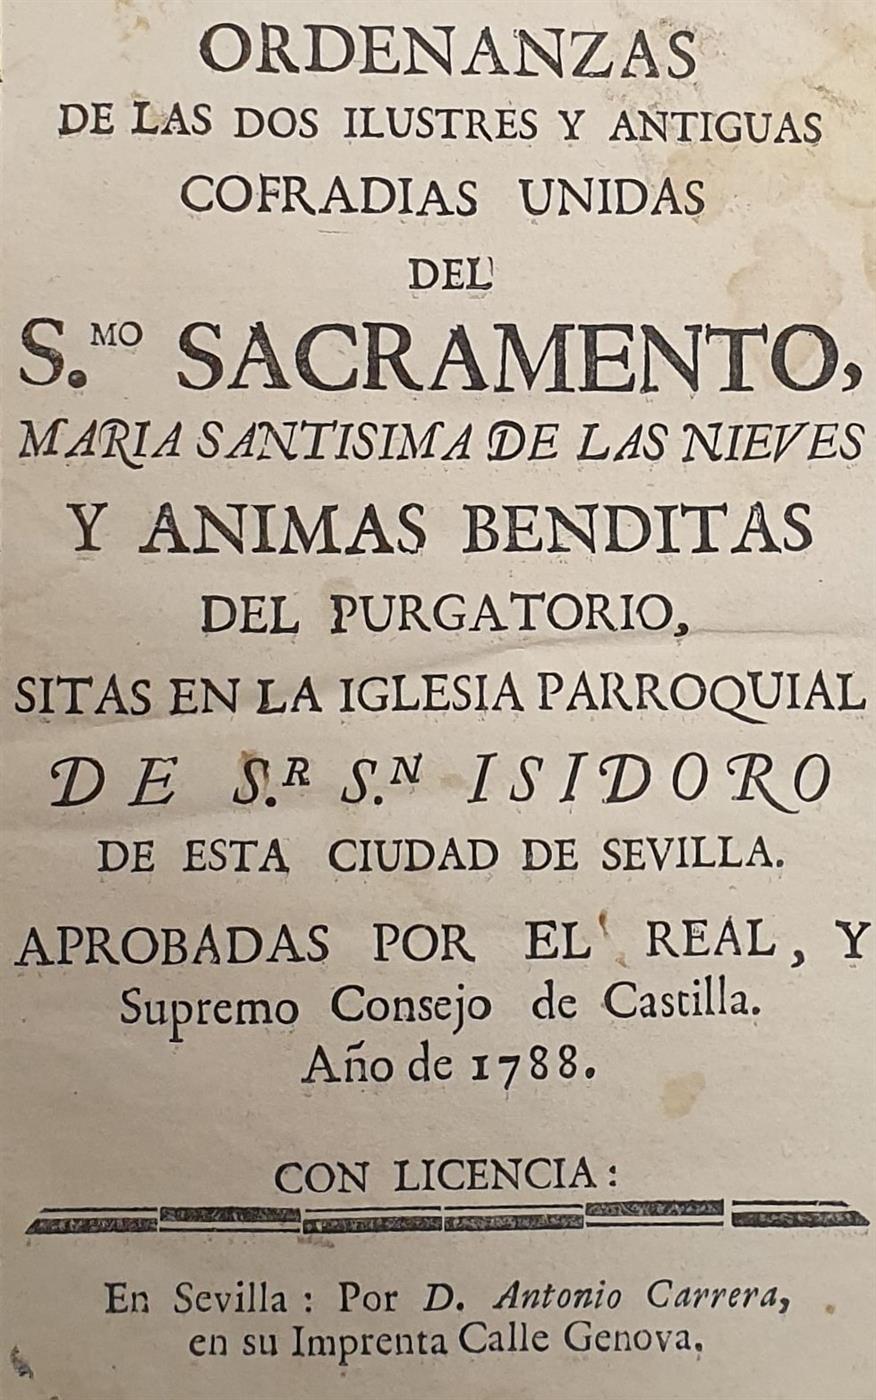 ORDENANZAS
DE LAS DOS ILUSTRES Y ANTIGUAS
COFRADIAS UNIDAS
DEL
S.MO SACRAMENTO,
MARIA SANTISIMA DE LAS NIEVES
Y ANIMAS BENDITAS
DEL PURGATORIO,
SITAS EN LA IGLESIA PARROQUIAL
DE S.R S.N ISIDORO
DE ESTA CIUDAD DE SEVILLA.
APROBADAS POR EL REAL, Y
Supremo Consejo de Castilla.
Año de 1788.
CON LICENCIA:
En Sevilla: Por D. Antonio Carrera,
en su Imprenta Calle Genova.